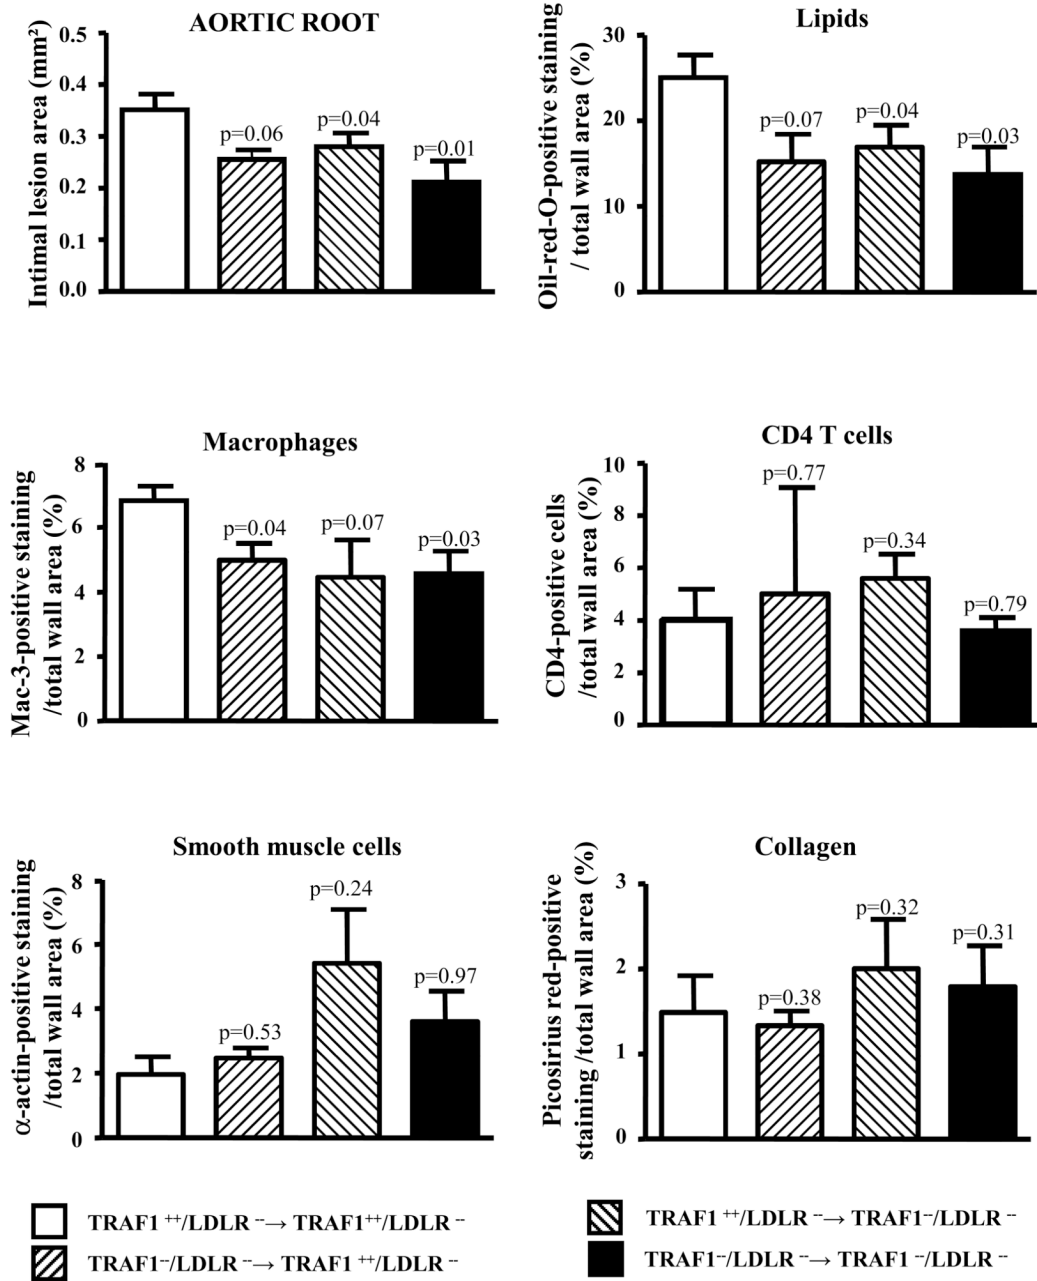 AORTIC ROOT
Intimal lesion area (mm²)
0.5
0.4
0.3
0.2
0.1
0.0
p=0.06
p=0.04
p=0.01
Lipids
Oil-red-O-positive staining
/ total wall area (%)
30
20
10
0
p=0.07
p=0.04
p=0.03
Macrophages
Mac-3-positive staining
/total wall area (%)
8
6
4
2
0
p=0.04
p=0.07
p=0.03
CD4 T cells
CD4-positive cells
/total wall area (%)
10
8
6
4
2
0
p=0.77
p=0.34
p=0.79
Smooth muscle cells
α-actin-positive staining
/total wall area (%)
8
6
4
2
0
p=0.53
p=0.24
p=0.97
Collagen
Picosirius red-positive
staining /total wall area (%)
3
2
1
0
p=0.38
p=0.32
p=0.31
TRAF1 ++/LDLR --→ TRAF1++/LDLR --
TRAF1--/LDLR --→ TRAF1 ++/LDLR --
TRAF1 ++/LDLR --→ TRAF1--/LDLR --
TRAF1--/LDLR --→ TRAF1 --/LDLR --